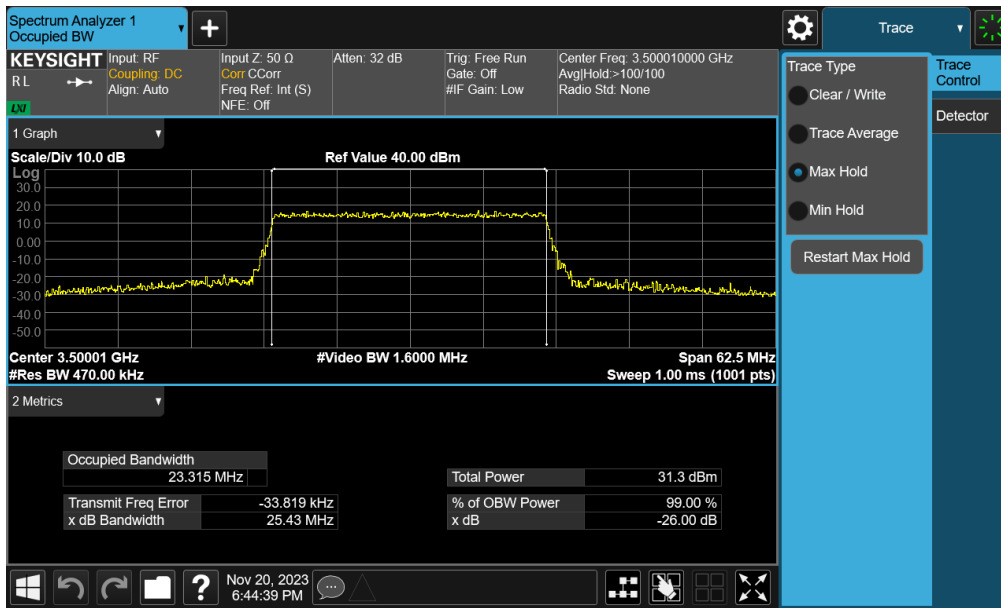 Spectrum Analyzer 1
Occupied BW
+
Trace
KEYSIGHT
R L
LXI
Input: RF
Coupling: DC
Align: Auto
Input Z: 50 Ω
Corr CCorr
Freq Ref: Int (S)
NFE: Off
Atten: 32 dB
Trig: Free Run
Gate: Off
#IF Gain: Low
Center Freq: 3.500010000 GHz
Avg|Hold:>100/100
Radio Std: None
Trace Type
Clear / Write
Trace Average
Max Hold
Min Hold
Restart Max Hold
Trace
Control
Detector
1 Graph
Scale/Div 10.0 dB
Ref Value 40.00 dBm
Log
30.0
20.0
10.0
0.00
-10.0
-20.0
-30.0
-40.0
-50.0
Center 3.50001 GHz
#Video BW 1.6000 MHz
Span 62.5 MHz
#Res BW 470.00 kHz
Sweep 1.00 ms (1001 pts)
2 Metrics
Occupied Bandwidth
23.315 MHz
Total Power 31.3 dBm
Transmit Freq Error -33.819 kHz
% of OBW Power 99.00 %
x dB Bandwidth 25.43 MHz
x dB -26.00 dB
?
Nov 20, 2023
6:44:39 PM